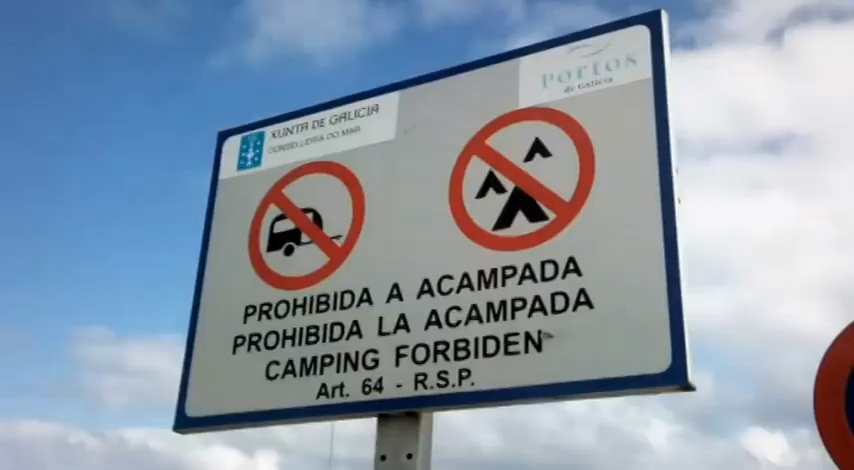 XUNTA DE GALICIA
CONSELLERÍA DO MAR
Portos
de Galicia
PROHIBIDA A ACAMPADA
PROHIBIDA LA ACAMPADA
CAMPING FORBIDEN
Art. 64 - R.S.P.